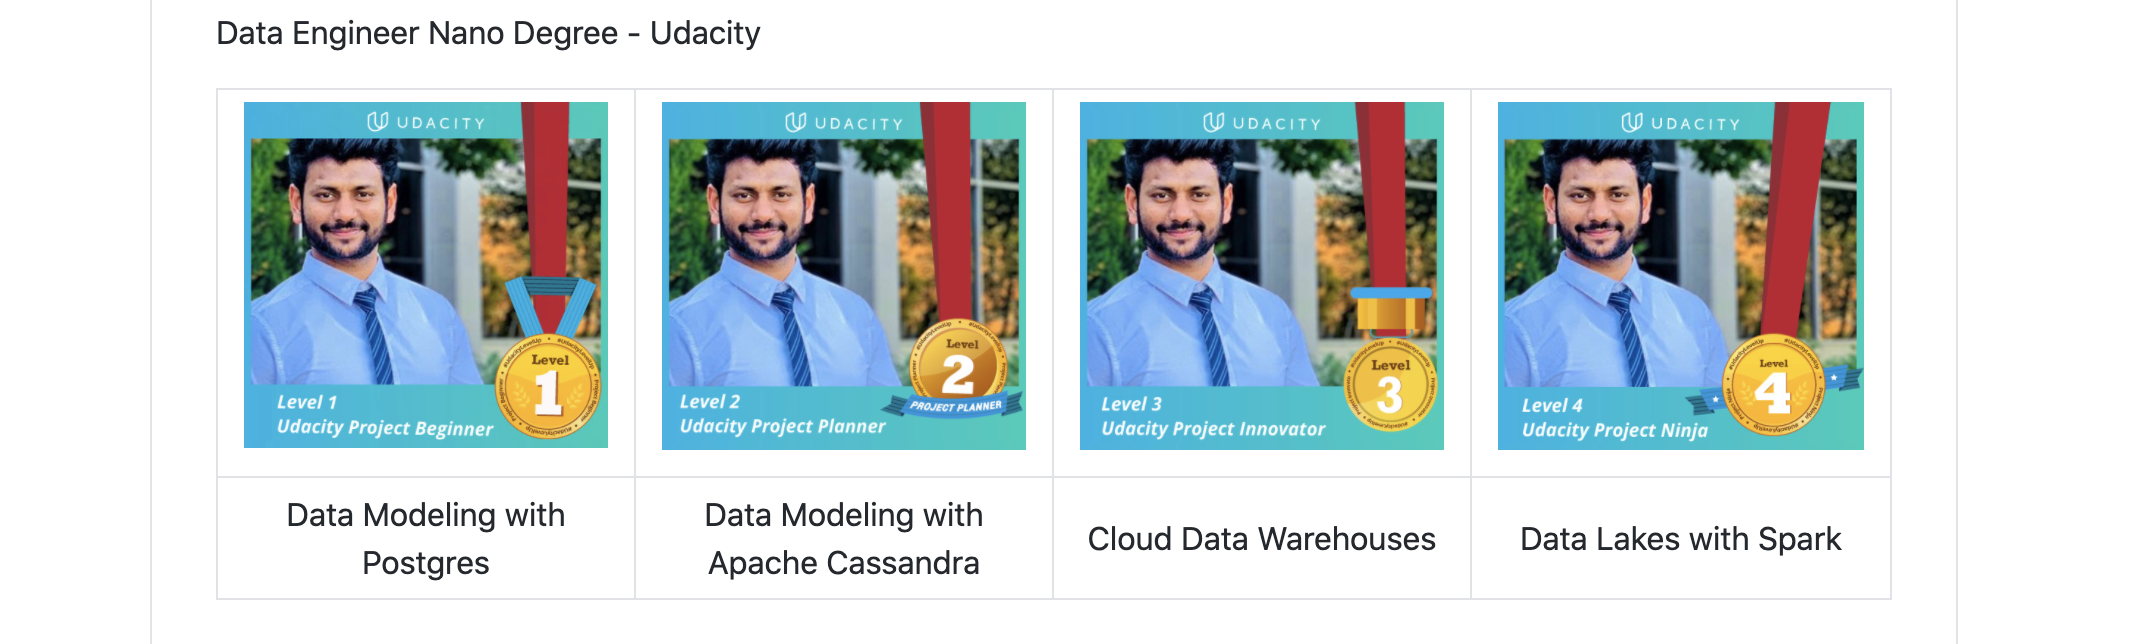 Data Engineer Nano Degree - Udacity
UDACITY
UDACITY
UDACITY
UDACITY
Level
1
Level 1
Udacity Project Beginner
Level
2
PROJECT PLANNER
Level 2
Udacity Project Planner
Level
3
Level 3
Udacity Project Innovator
Level
4
Level 4
Udacity Project Ninja
Data Modeling with
Postgres
Data Modeling with
Apache Cassandra
Cloud Data Warehouses
Data Lakes with Spark